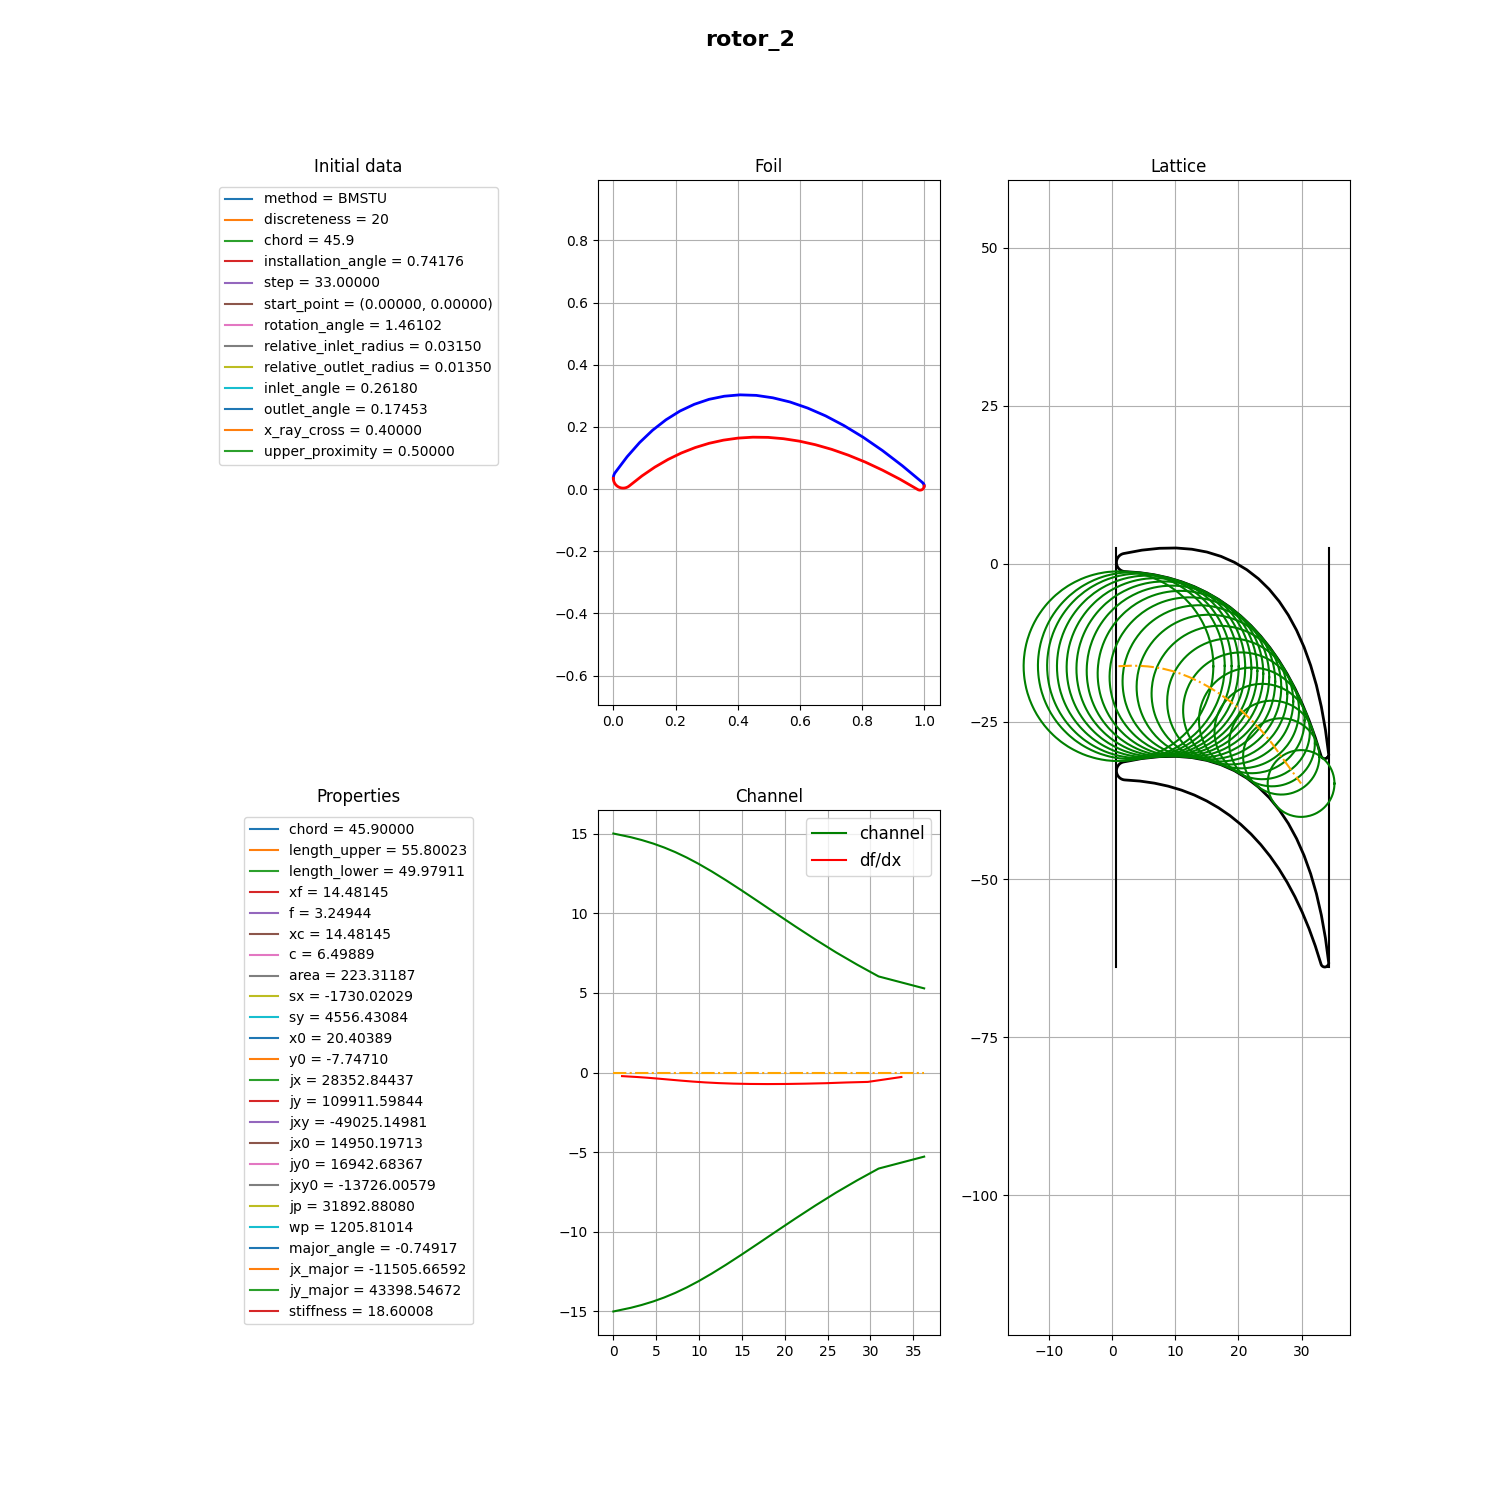 rotor_2
Initial data
method = BMSTU
discreteness = 20
chord = 45.9
installation_angle = 0.74176
step = 33.00000
start_point = (0.00000, 0.00000)
rotation_angle = 1.46102
relative_inlet_radius = 0.03150
relative_outlet_radius = 0.01350
inlet_angle = 0.26180
outlet_angle = 0.17453
x_ray_cross = 0.40000
upper_proximity = 0.50000
Foil
0.8
0.6
0.4
0.2
0.0
−0.2
−0.4
−0.6
0.0 0.2 0.4 0.6 0.8 1.0
Lattice
50
25
0
−25
−50
−75
−100
−10 0 10 20 30
Properties
chord = 45.90000
length_upper = 55.80023
length_lower = 49.97911
xf = 14.48145
f = 3.24944
xc = 14.48145
c = 6.49889
area = 223.31187
sx = -1730.02029
sy = 4556.43084
x0 = 20.40389
y0 = -7.74710
jx = 28352.84437
jy = 109911.59844
jxy = -49025.14981
jx0 = 14950.19713
jy0 = 16942.68367
jxy0 = -13726.00579
jp = 31892.88080
wp = 1205.81014
major_angle = -0.74917
jx_major = -11505.66592
jy_major = 43398.54672
stiffness = 18.60008
Channel
channel
df/dx
15
10
5
0
−5
−10
−15
0 5 10 15 20 25 30 35